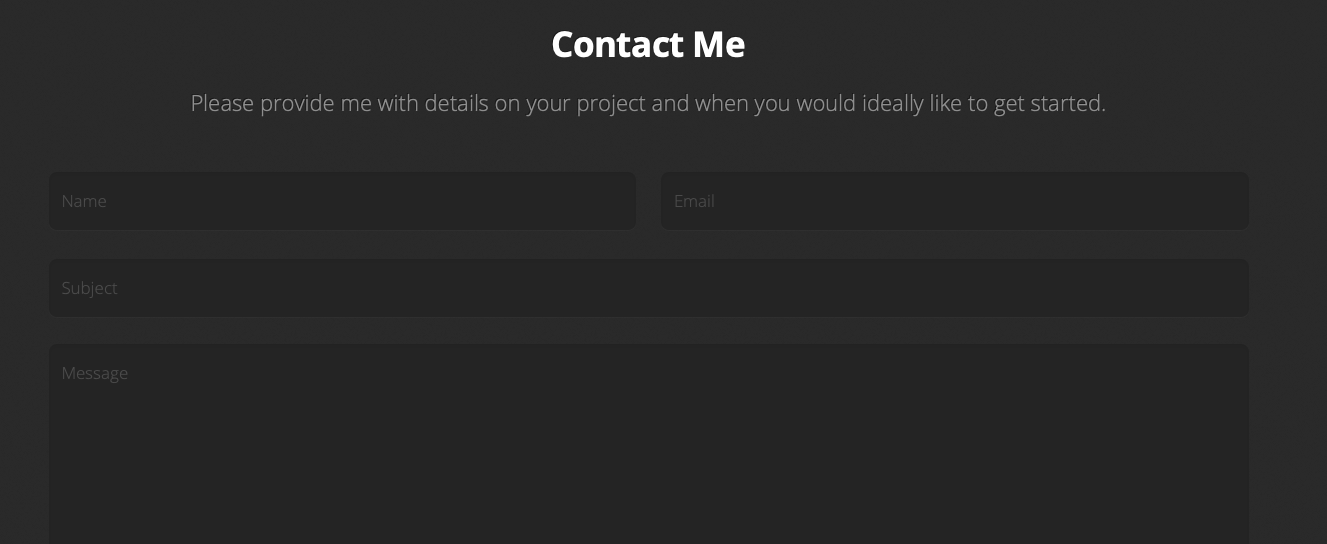 Contact Me
Please provide me with details on your project and when you would ideally like to get started.
Name
Email
Subject
Message